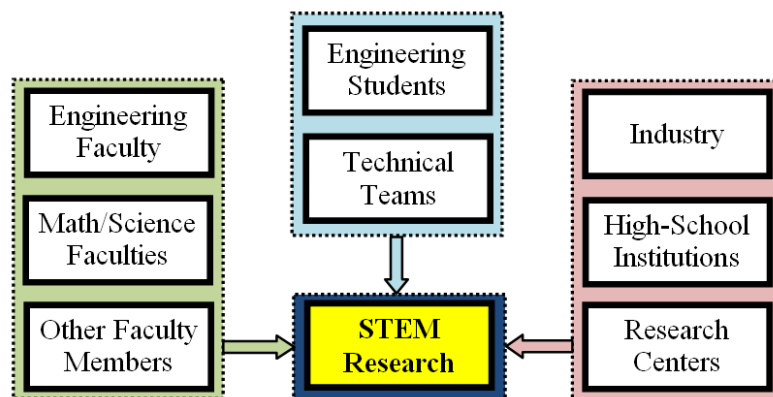 Engineering
Faculty
Math/Science
Faculties
Other Faculty
Members
Engineering
Students
Technical
Teams
STEM
Research
Industry
High-School
Institutions
Research
Centers